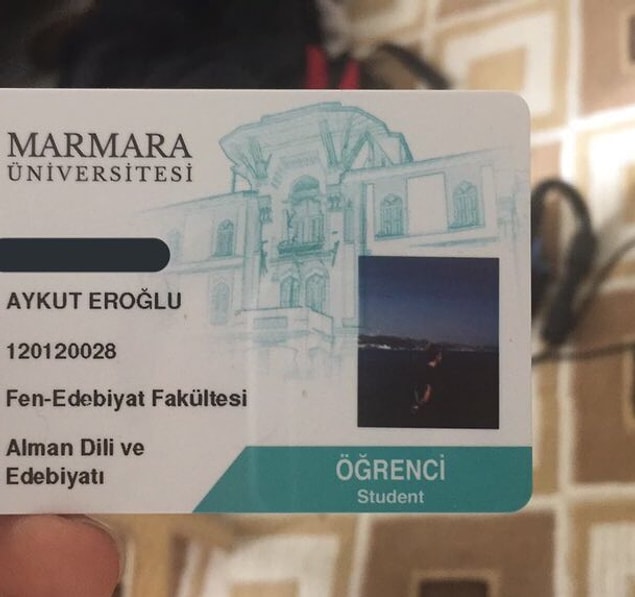 MARMARA
ÜNİVERSİTESİ
AYKUT EROĞLU
120120028
Fen-Edebiyat Fakültesi
Alman Dili ve
Edebiyatı
ÖĞRENCİ
Student